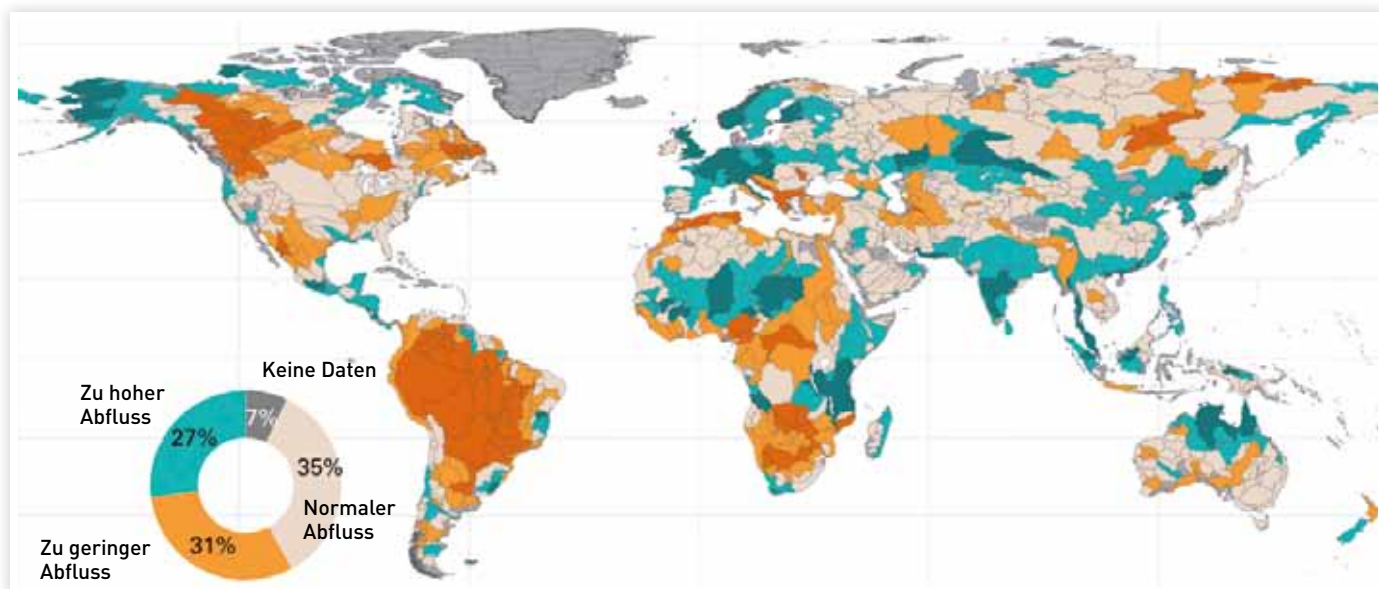 Keine Daten
Zu hoher
Abfluss
7%
27%
35%
Normaler
Abfluss
31%
Zu geringer
Abfluss